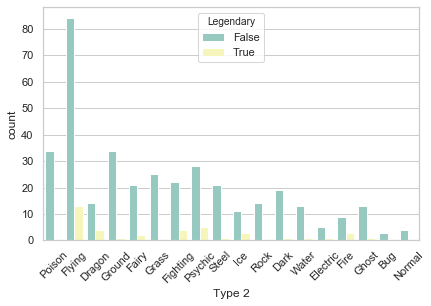 Legendary
False
True
80
70
60
50
40
30
20
10
0
count
Poison
Flying
Dragon
Ground
Fairy
Grass
Fighting
Psychic
Steel
Ice
Rock
Dark
Water
Electric
Fire
Ghost
Bug
Normal
Type 2